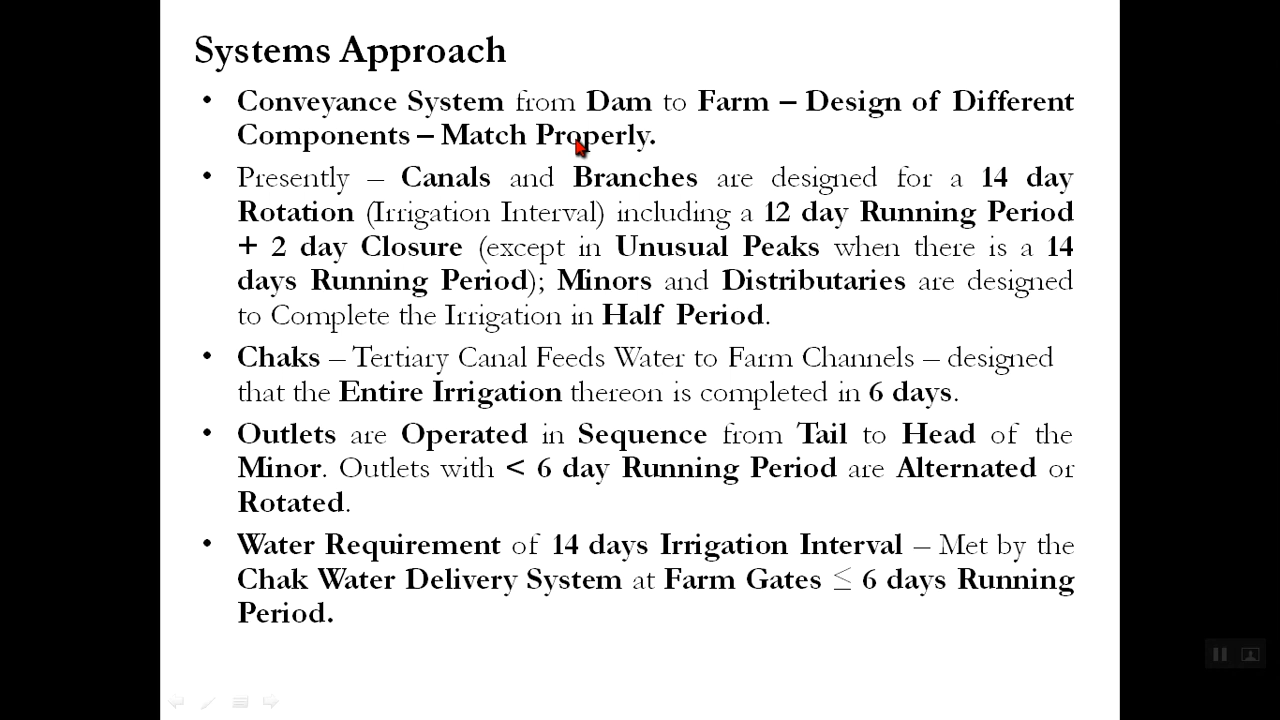 Systems Approach
• Conveyance System from Dam to Farm – Design of Different
Components – Match Properly.
• Presently – Canals and Branches are designed for a 14 day
Rotation (Irrigation Interval) including a 12 day Running Period
+ 2 day Closure (except in Unusual Peaks when there is a 14
days Running Period); Minors and Distributaries are designed
to Complete the Irrigation in Half Period.
• Chaks – Tertiary Canal Feeds Water to Farm Channels – designed
that the Entire Irrigation thereon is completed in 6 days.
• Outlets are Operated in Sequence from Tail to Head of the
Minor. Outlets with < 6 day Running Period are Alternated or
Rotated.
• Water Requirement of 14 days Irrigation Interval – Met by the
Chak Water Delivery System at Farm Gates ≤ 6 days Running
Period.